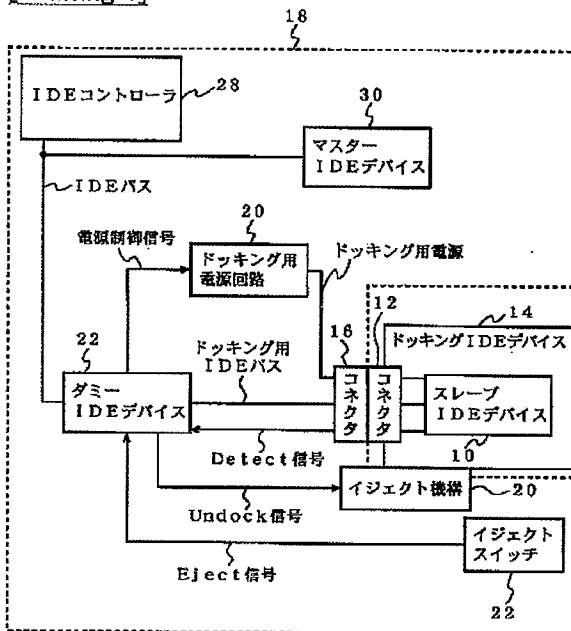 18
IDEコントローラ
28
30
マスター
IDEデバイス
IDEバス
電源制御信号
20
ドッキング用
電源回路
ドッキング用電源
12
14
16
ドッキングIDEデバイス
22
ダミー
IDEデバイス
ドッキング用
IDEバス
コネクタ
コネクタ
スレーブ
IDEデバイス
10
Detect信号
イジェクト機構
20
Undock信号
イジェクト
スイッチ
22
Eject信号